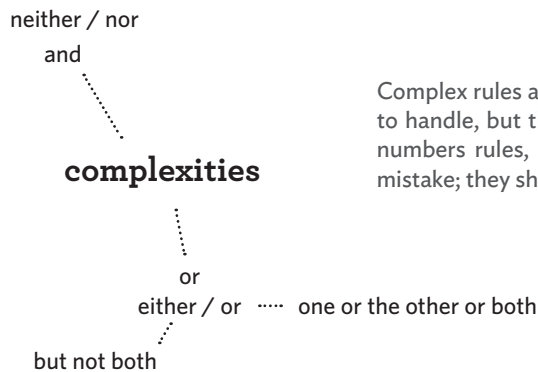 neither / nor
and
complexities
Complex rules a
to handle, but t
numbers rules,
mistake; they sh
or
either / or ····· one or the other or both
but not both